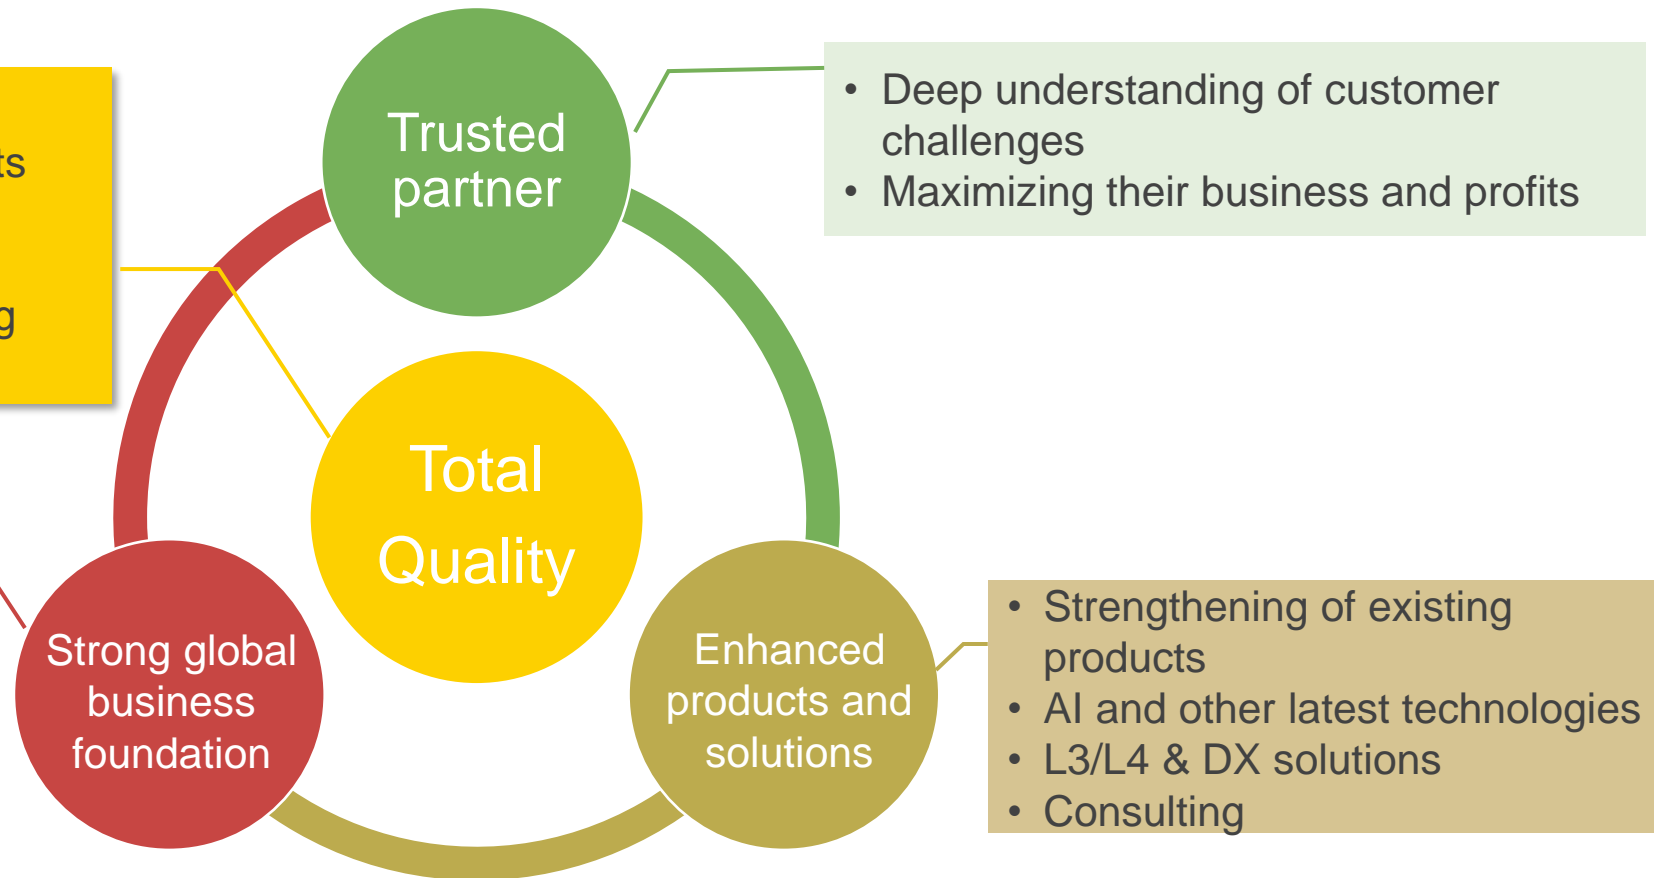 Trusted
partner
• Deep understanding of customer
challenges
• Maximizing their business and profits
Total
Quality
Strong global
business
foundation
Enhanced
products and
solutions
• Strengthening of existing
products
• AI and other latest technologies
• L3/L4 & DX solutions
• Consulting